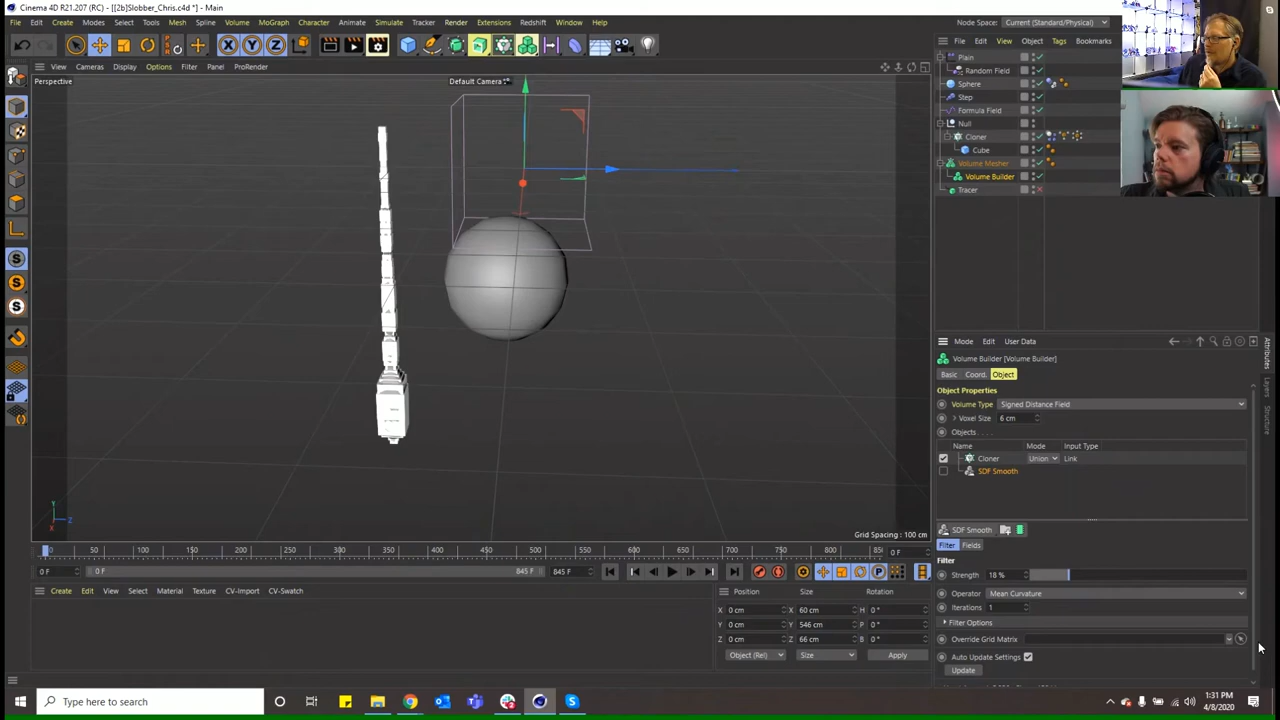 Cinema 4D R21.207 (RC) - [[2b]Slobber_Chris.c4d *] - Main
File Edit Create Modes Select Tools Mesh Spline Volume MoGraph Character Animate Simulate Tracker Render Extensions Redshift Window Help
Node Space: Current (Standard/Physical)
File Edit View Object Tags Bookmarks
View Cameras Display Options Filter Panel ProRender
Perspective
Default Camera
Plain
Random Field
Sphere
Step
Formula Field
Null
Cloner
Cube
Volume Mesher
Volume Builder
Tracer
Mode Edit User Data
Volume Builder [Volume Builder]
Basic Coord. Object
Object Properties
Volume Type Signed Distance Field
Voxel Size 6 cm
Objects . . . .
Name Mode Input Type
Cloner Union Link
SDF Smooth
SDF Smooth
Filter Fields
Filter
Strength 18 %
Operator Mean Curvature
Iterations 1
Filter Options
Override Grid Matrix
Auto Update Settings
Update
Attributes
Layers
Structure
Grid Spacing : 100 cm
0 50 100 150 200 250 300 350 400 450 500 550 600 650 700 750 800 85 0 F
0 F 0 F 845 F 845 F
Create Edit View Select Material Texture CV-Import CV-Swatch
Position Size Rotation
X 0 cm X 60 cm H 0 °
Y 0 cm Y 546 cm P 0 °
Z 0 cm Z 66 cm B 0 °
Object (Rel) Size Apply
Type here to search
1:31 PM
4/8/2020